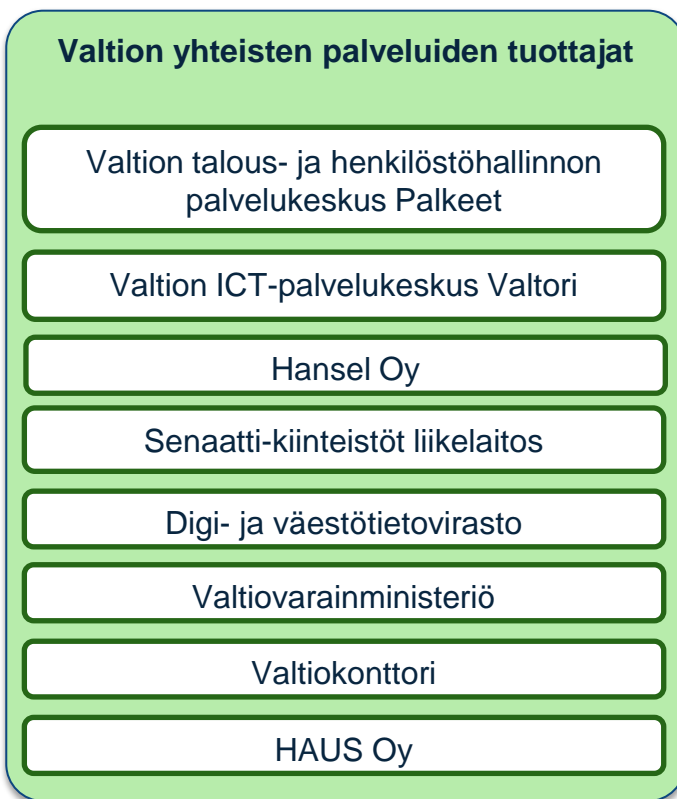 Valtion yhteisten palveluiden tuottajat
Valtion talous- ja henkilöstöhallinnon
palvelukeskus Palkeet
Valtion ICT-palvelukeskus Valtori
Hansel Oy
Senaatti-kiinteistöt liikelaitos
Digi- ja väestötietovirasto
Valtiovarainministeriö
Valtiokonttori
HAUS Oy